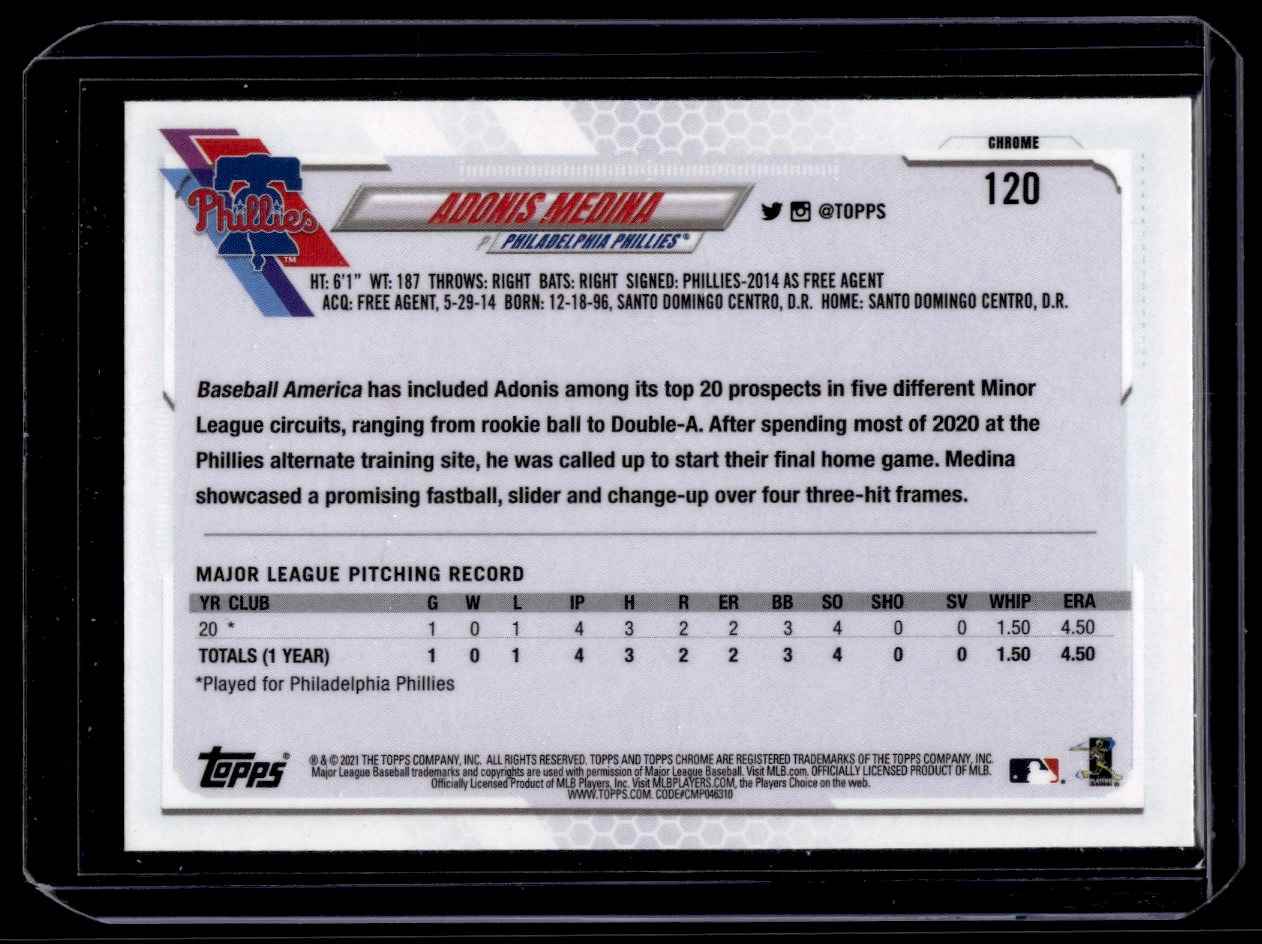 CHROME
120
Phillies
TM
ADONIS MEDINA
@TOPPS
P PHILADELPHIA PHILLIES®
HT: 6'1" WT: 187 THROWS: RIGHT BATS: RIGHT SIGNED: PHILLIES-2014 AS FREE AGENT
ACQ: FREE AGENT, 5-29-14 BORN: 12-18-96, SANTO DOMINGO CENTRO, D.R. HOME: SANTO DOMINGO CENTRO, D.R.
Baseball America has included Adonis among its top 20 prospects in five different Minor
League circuits, ranging from rookie ball to Double-A. After spending most of 2020 at the
Phillies alternate training site, he was called up to start their final home game. Medina
showcased a promising fastball, slider and change-up over four three-hit frames.
MAJOR LEAGUE PITCHING RECORD
YR CLUB G W L IP H R ER BB SO SHO SV WHIP ERA
20 * 1 0 1 4 3 2 2 3 4 0 0 1.50 4.50
TOTALS (1 YEAR) 1 0 1 4 3 2 2 3 4 0 0 1.50 4.50
*Played for Philadelphia Phillies
Topps®
® & © 2021 THE TOPPS COMPANY, INC. ALL RIGHTS RESERVED. TOPPS AND TOPPS CHROME ARE REGISTERED TRADEMARKS OF THE TOPPS COMPANY, INC.
Major League Baseball trademarks and copyrights are used with permission of Major League Baseball. Visit MLB.com. OFFICIALLY LICENSED PRODUCT OF MLB.
Officially Licensed Product of MLB Players, Inc. Visit MLBPLAYERS.COM, the Players Choice on the web.
WWW.TOPPS.COM. CODE#CMP046310